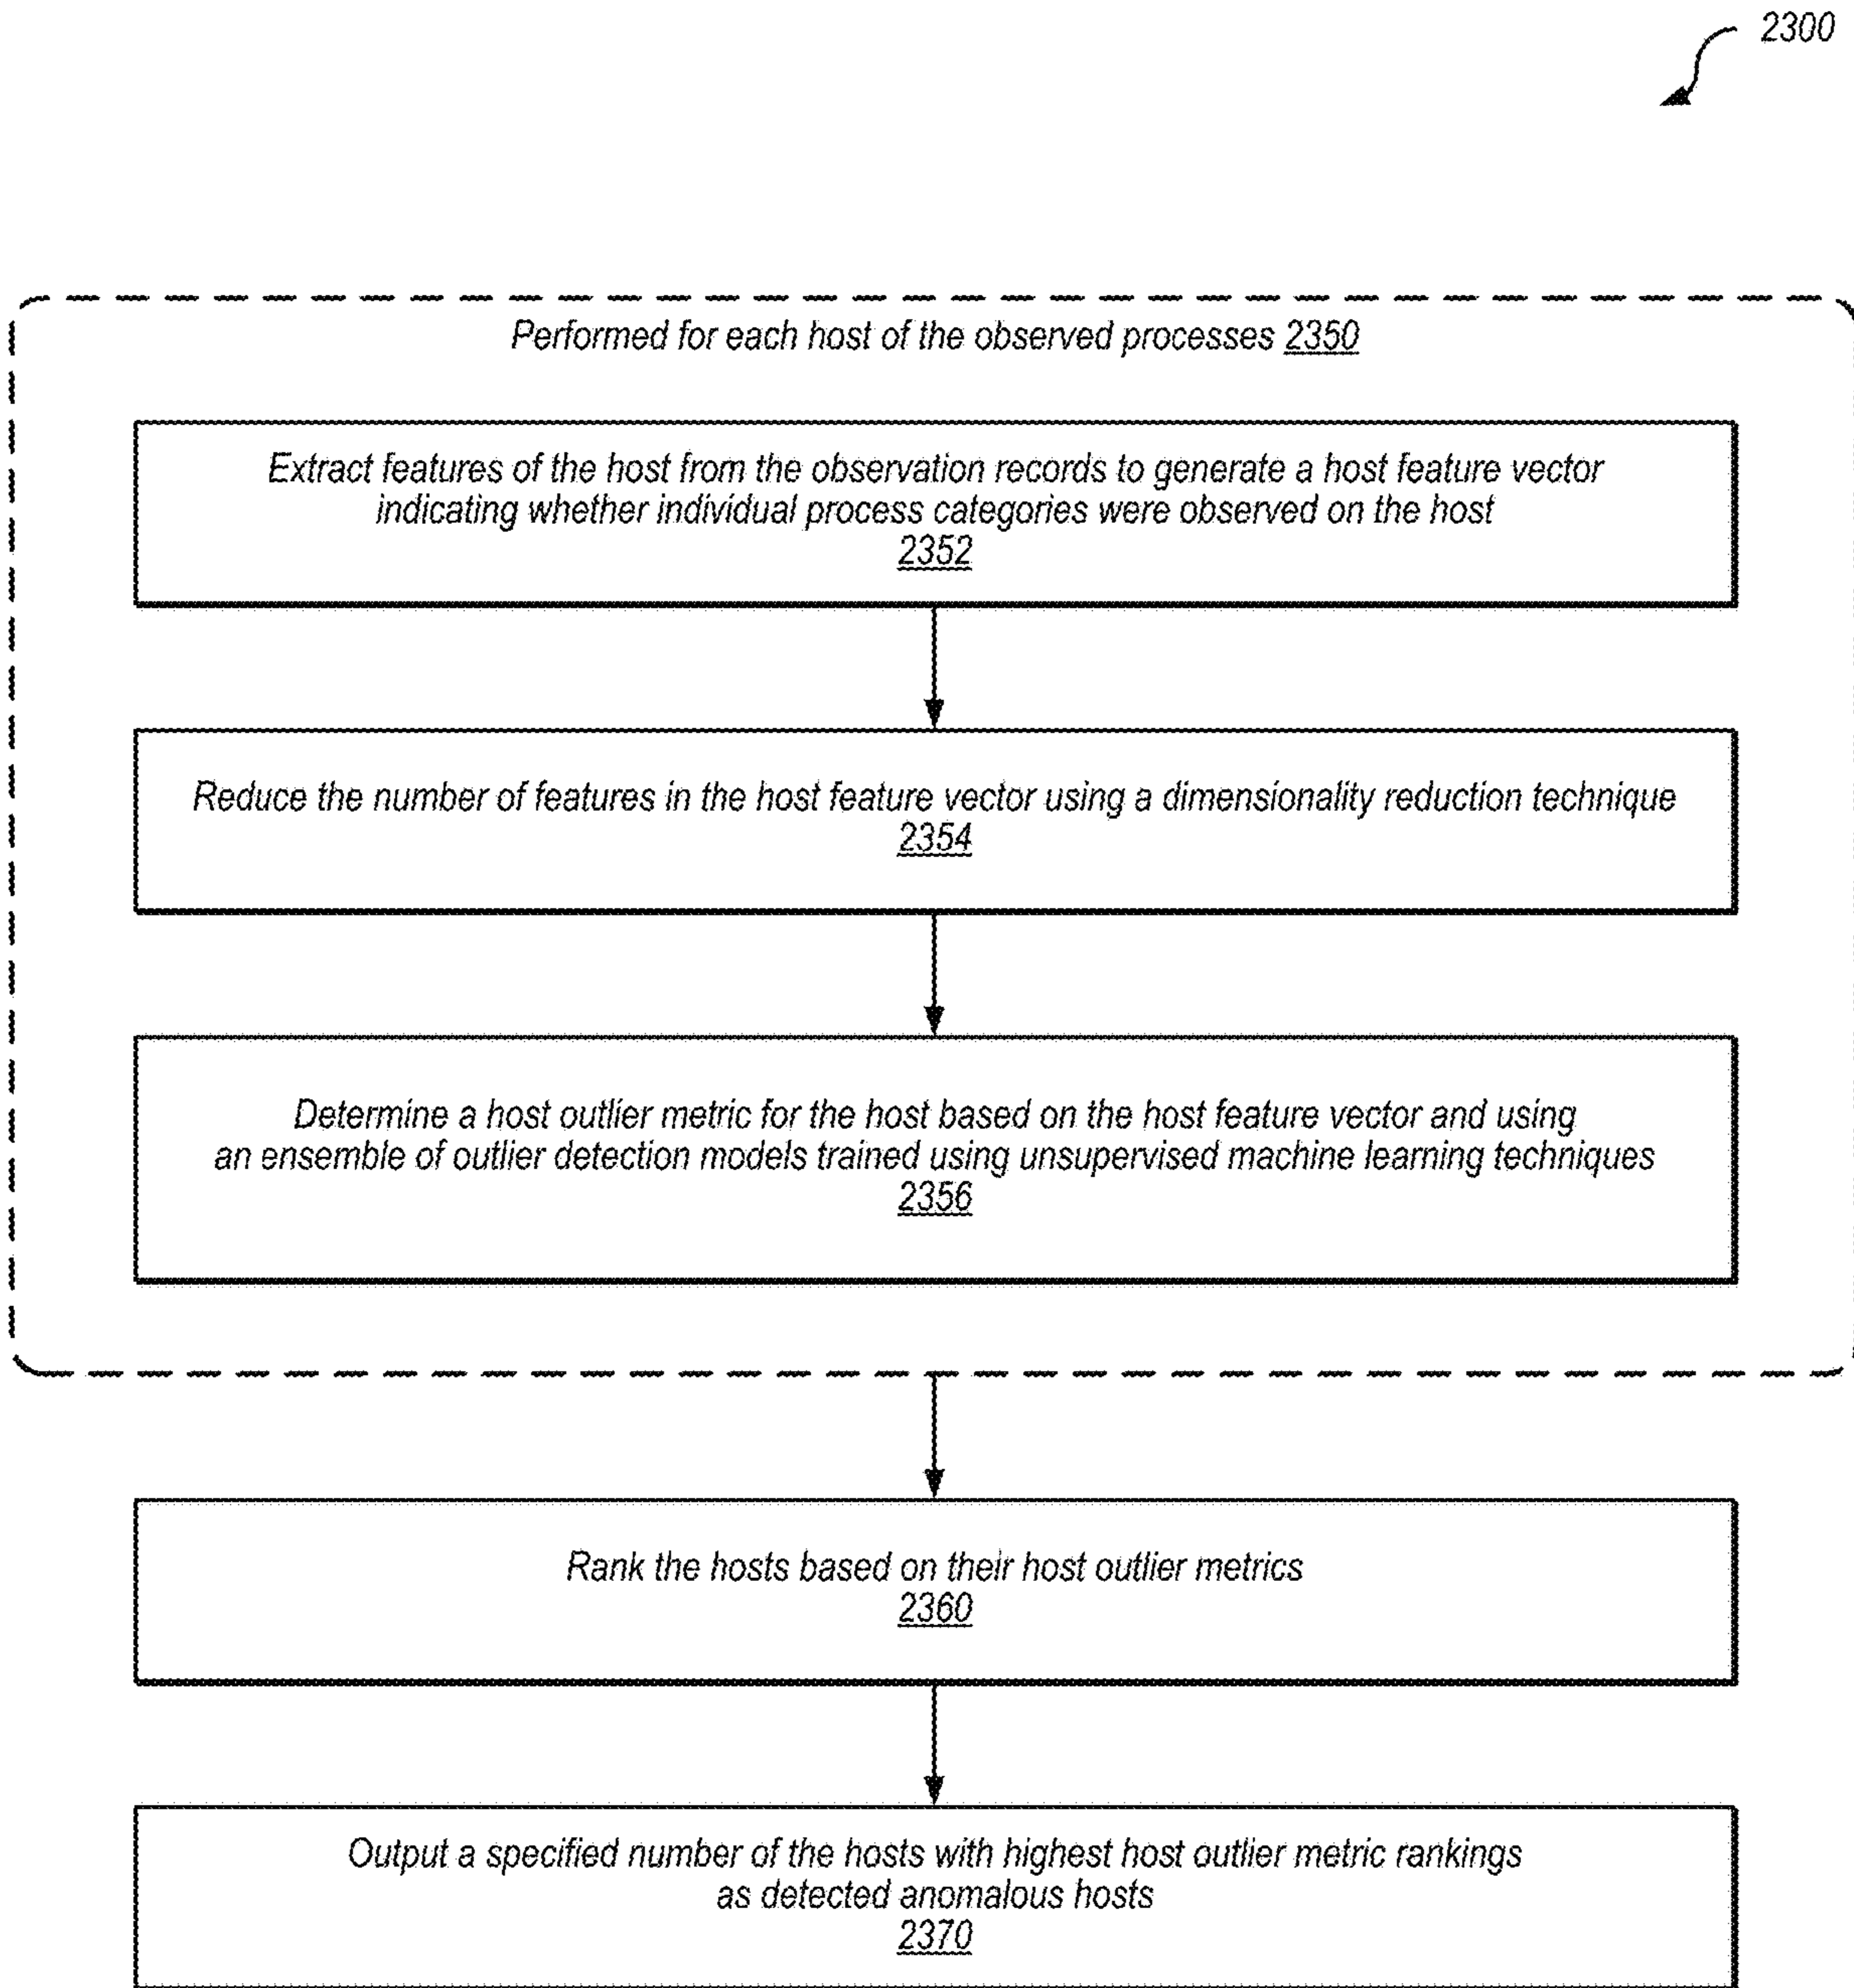 2300
Performed for each host of the observed processes 2350
Extract features of the host from the observation records to generate a host feature vector
indicating whether individual process categories were observed on the host
2352
Reduce the number of features in the host feature vector using a dimensionality reduction technique
2354
Determine a host outlier metric for the host based on the host feature vector and using
an ensemble of outlier detection models trained using unsupervised machine learning techniques
2356
Rank the hosts based on their host outlier metrics
2360
Output a specified number of the hosts with highest host outlier metric rankings
as detected anomalous hosts
2370